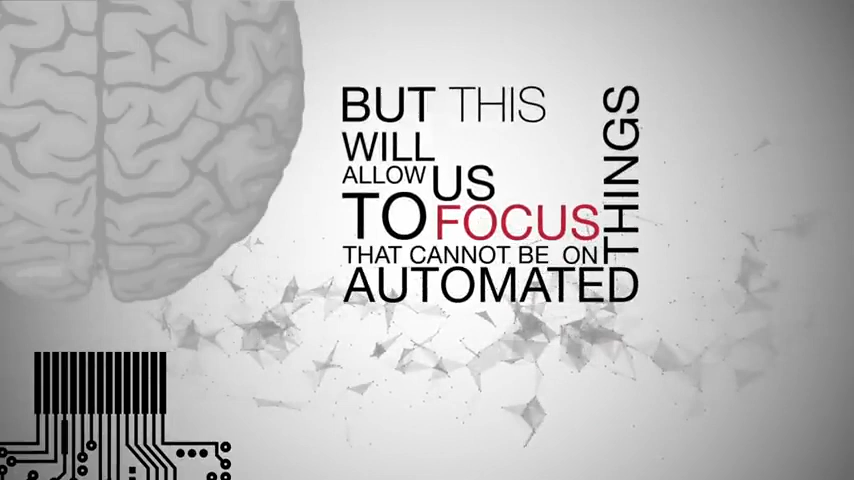 BUT THIS
WILL
ALLOW US
TO FOCUS
ON THINGS
THAT CANNOT BE
AUTOMATED